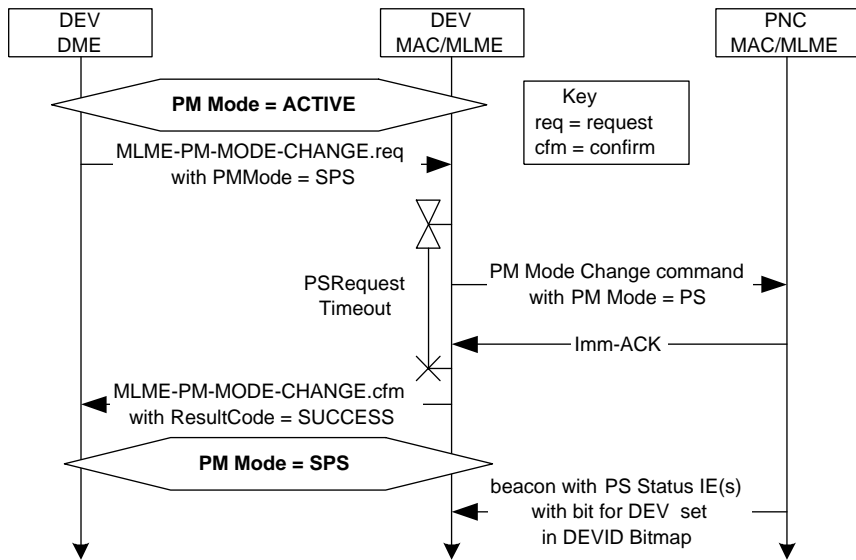 DEV
DME
DEV
MAC/MLME
PNC
MAC/MLME
PM Mode = ACTIVE
Key
req = request
cfm = confirm
MLME-PM-MODE-CHANGE.req
with PMMode = SPS
PSRequest
Timeout
PM Mode Change command
with PM Mode = PS
Imm-ACK
MLME-PM-MODE-CHANGE.cfm
with ResultCode = SUCCESS
PM Mode = SPS
beacon with PS Status IE(s)
with bit for DEV set
in DEVID Bitmap